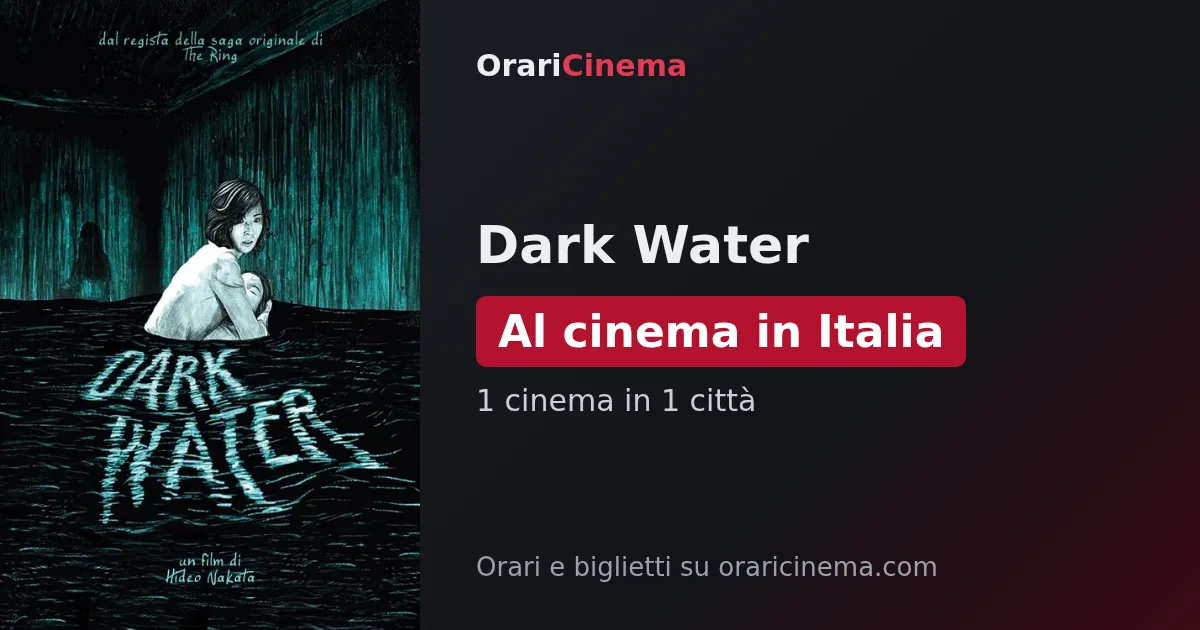 dal regista della saga originale di
The Ring
DARK
WATER
un film di
Hideo Nakata
OrariCinema
Dark Water
Al cinema in Italia
1 cinema in 1 città
Orari e biglietti su oraricinema.com